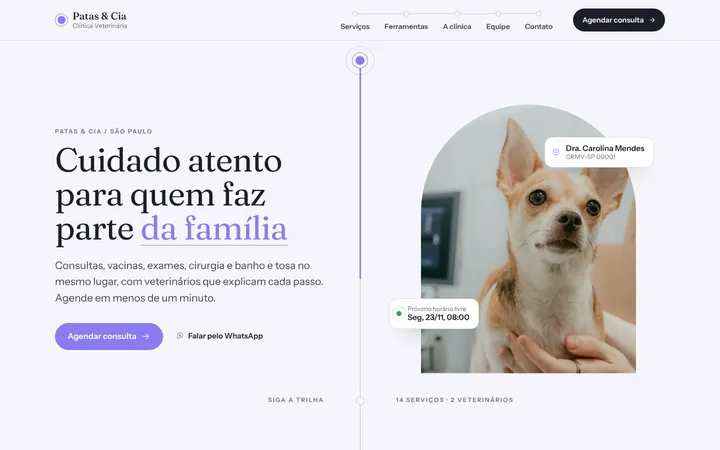 Patas & Cia
Clínica Veterinária
Serviços
Ferramentas
A clínica
Equipe
Contato
Agendar consulta →
PATAS & CIA / SÃO PAULO
Cuidado atento
para quem faz
parte da família
Consultas, vacinas, exames, cirurgia e banho e tosa no
mesmo lugar, com veterinários que explicam cada passo.
Agende em menos de um minuto.
Agendar consulta →
Falar pelo WhatsApp
Dra. Carolina Mendes
CRMV-SP 00001
Próximo horário livre
Seg, 23/11, 08:00
SIGA A TRILHA
14 SERVIÇOS · 2 VETERINÁRIOS